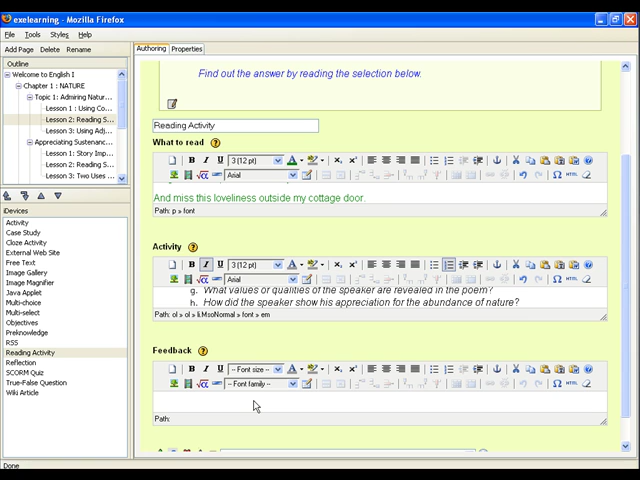 exelearning - Mozilla Firefox
File Tools Styles Help
Add Page Delete Rename
Outline
Welcome to English I
Chapter 1 : NATURE
Topic 1: Admiring Natur...
Lesson 1 : Using Co...
Lesson 2: Reading S...
Lesson 3: Using Adj...
Appreciating Sustenanc...
Lesson 1: Story Imp...
Lesson 2: Reading S...
Lesson 3: Two Uses
iDevices
Activity
Case Study
Cloze Activity
External Web Site
Free Text
Image Gallery
Image Magnifier
Java Applet
Multi-choice
Multi-select
Objectives
Preknowledge
RSS
Reading Activity
Reflection
SCORM Quiz
True-False Question
Wiki Article
Authoring Properties
Find out the answer by reading the selection below.
Reading Activity
What to read ?
B I U 3 (12 pt) A
Arial Ω HTML
And miss this loveliness outside my cottage door.
Path: p » font
Activity ?
B I U 3 (12 pt) A
Arial Ω HTML
g. What values or qualities of the speaker are revealed in the poem?
h. How did the speaker show his appreciation for the abundance of nature?
Path: ol » ol » li.MsoNormal » font » em
Feedback ?
B I U -- Font size -- A
-- Font family -- Ω HTML
Path:
Done